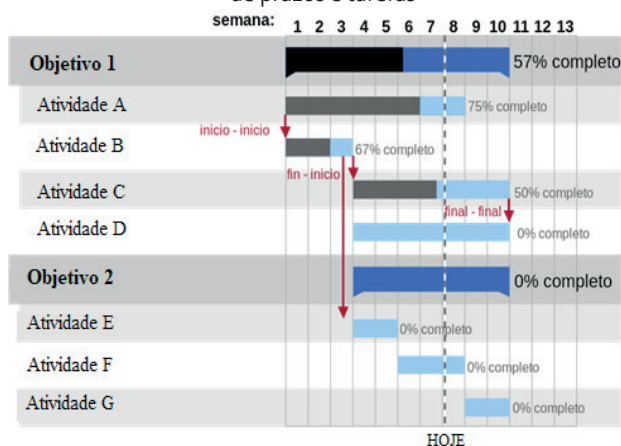 de prazos e tarefas
semana: 1 2 3 4 5 6 7 8 9 10 11 12 13
Objetivo 1 57% completo
Atividade A 75% completo
inicio - inicio
Atividade B 67% completo
fin - inicio
Atividade C 50% completo
final - final
Atividade D 0% completo
Objetivo 2 0% completo
Atividade E 0% completo
Atividade F 0% completo
Atividade G 0% completo
HOJE